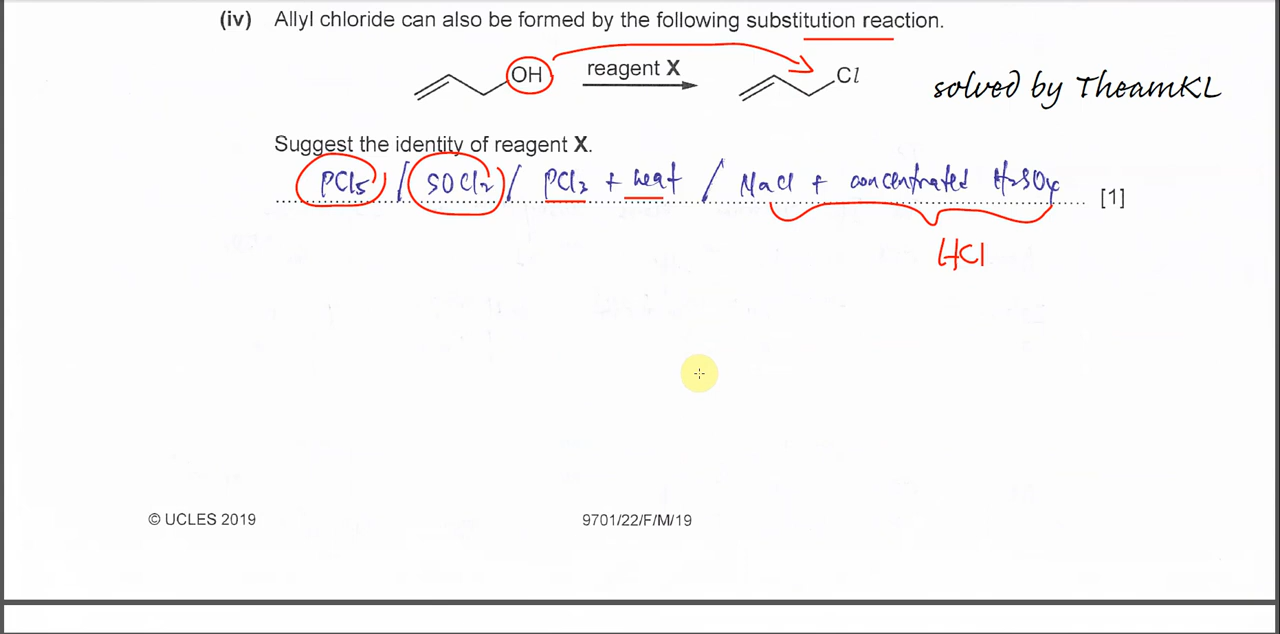 (iv) Allyl chloride can also be formed by the following substitution reaction.
OH reagent X Cl
solved by TheamKL
Suggest the identity of reagent X.
PCl5 / SOCl2 / PCl3 + heat / NaCl + concentrated H2SO4 [1]
HCl
© UCLES 2019 9701/22/F/M/19